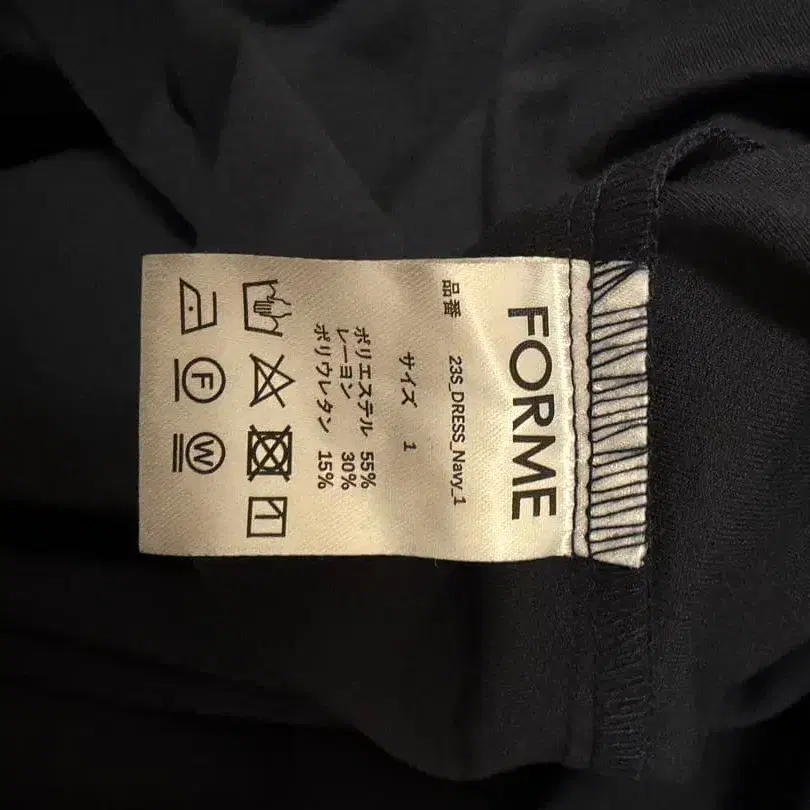 FORME
品番 23S_DRESS_Navy_1
サイズ 1
ポリエステル 55%
レーヨン 30%
ポリウレタン 15%
F W